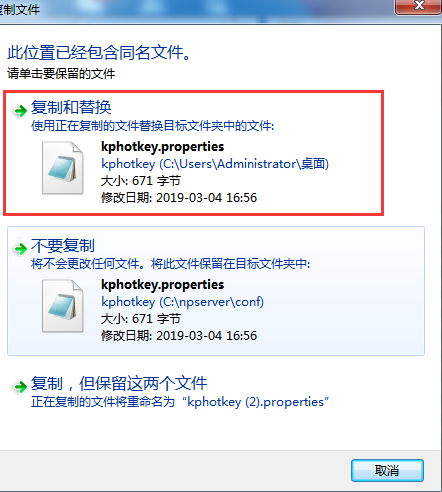 复制文件
此位置已经包含同名文件。
请单击要保留的文件
复制和替换
使用正在复制的文件替换目标文件夹中的文件:
kphotkey.properties
kphotkey (C:\Users\Administrator\桌面)
大小: 671 字节
修改日期: 2019-03-04 16:56
不要复制
将不会更改任何文件。将此文件保留在目标文件夹中:
kphotkey.properties
kphotkey (C:\npserver\conf)
大小: 671 字节
修改日期: 2019-03-04 16:56
复制，但保留这两个文件
正在复制的文件将重命名为“kphotkey (2).properties”
取消